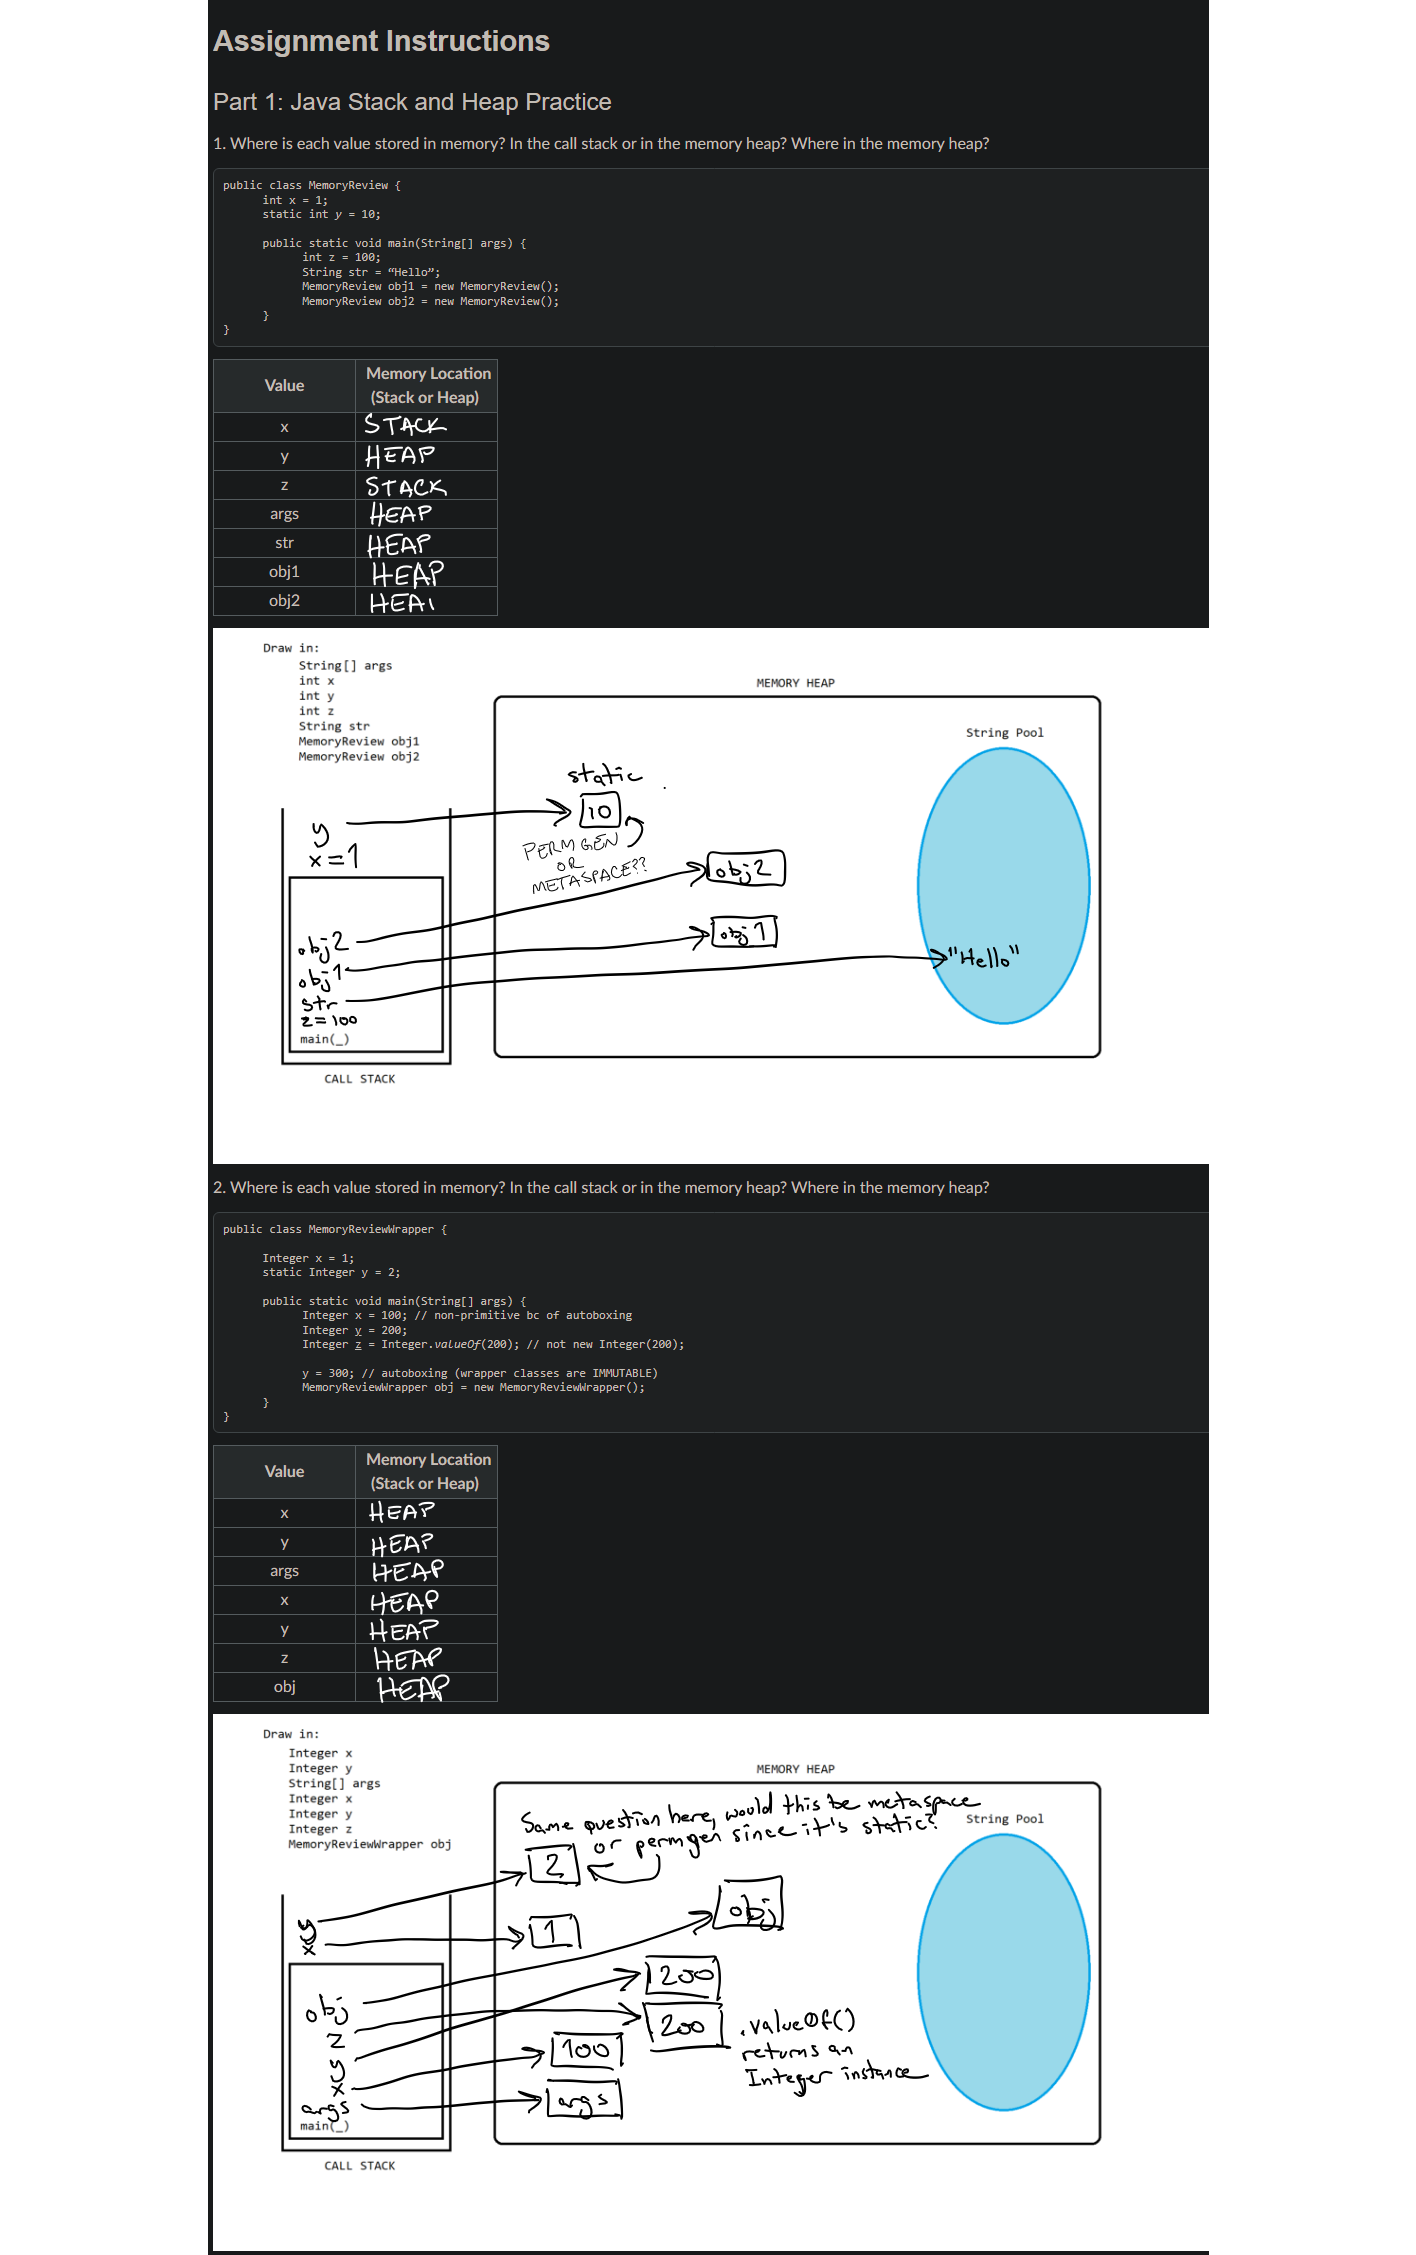 Assignment Instructions
Part 1: Java Stack and Heap Practice
1. Where is each value stored in memory? In the call stack or in the memory heap? Where in the memory heap?
public class MemoryReview {
int x = 1;
static int y = 10;
public static void main(String[] args) {
int z = 100;
String str = “Hello”;
MemoryReview obj1 = new MemoryReview();
MemoryReview obj2 = new MemoryReview();
}
}
Value Memory Location
(Stack or Heap)
x STACK
y HEAP
z STACK
args HEAP
str HEAP
obj1 HEAP
obj2 HEAP
Draw in:
String[] args
int x
int y
int z
String str
MemoryReview obj1
MemoryReview obj2
MEMORY HEAP
String Pool
static
10
PERMGEN
OR
METASPACE??
y
x=1
obj2
obj2
obj1
obj1
str
"Hello"
z=100
main(_)
CALL STACK
2. Where is each value stored in memory? In the call stack or in the memory heap? Where in the memory heap?
public class MemoryReviewWrapper {
Integer x = 1;
static Integer y = 2;
public static void main(String[] args) {
Integer x = 100; // non-primitive bc of autoboxing
Integer y = 200;
Integer z = Integer.valueOf(200); // not new Integer(200);
y = 300; // autoboxing (wrapper classes are IMMUTABLE)
MemoryReviewWrapper obj = new MemoryReviewWrapper();
}
}
Value Memory Location
(Stack or Heap)
x HEAP
y HEAP
args HEAP
x HEAP
y HEAP
z HEAP
obj HEAP
Draw in:
Integer x
Integer y
String[] args
Integer x
Integer y
Integer z
MemoryReviewWrapper obj
MEMORY HEAP
String Pool
Same question here, would this be metaspace
or permgen since it's static?
2
y
x
1
obj
obj
z
y
x
args
200
200
100
args
.valueOf()
returns an
Integer instance
main(_)
CALL STACK